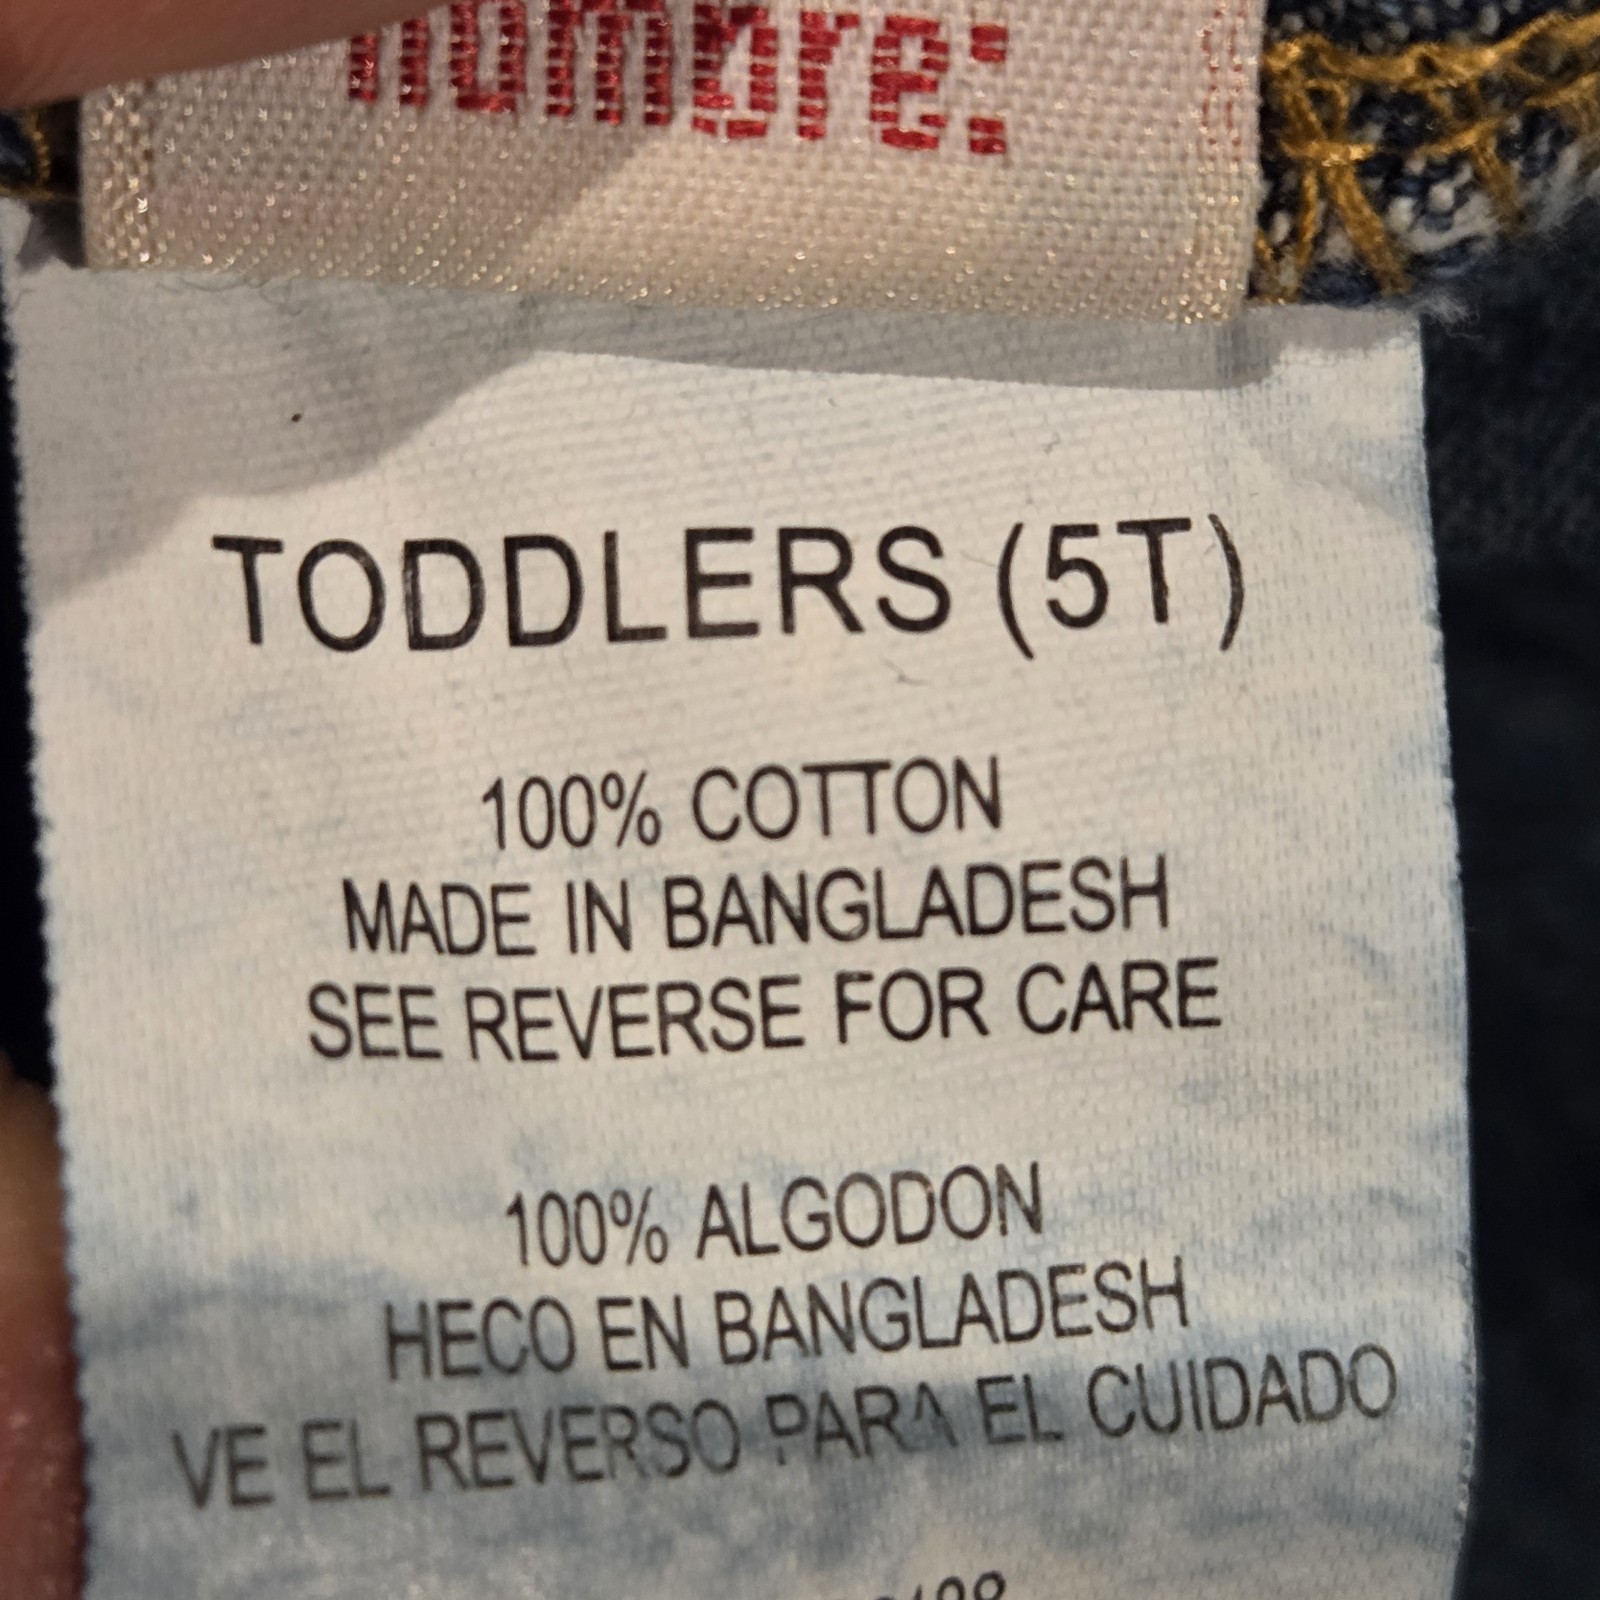 nombre:
TODDLERS (5T)
100% COTTON
MADE IN BANGLADESH
SEE REVERSE FOR CARE
100% ALGODON
HECO EN BANGLADESH
VE EL REVERSO PARA EL CUIDADO